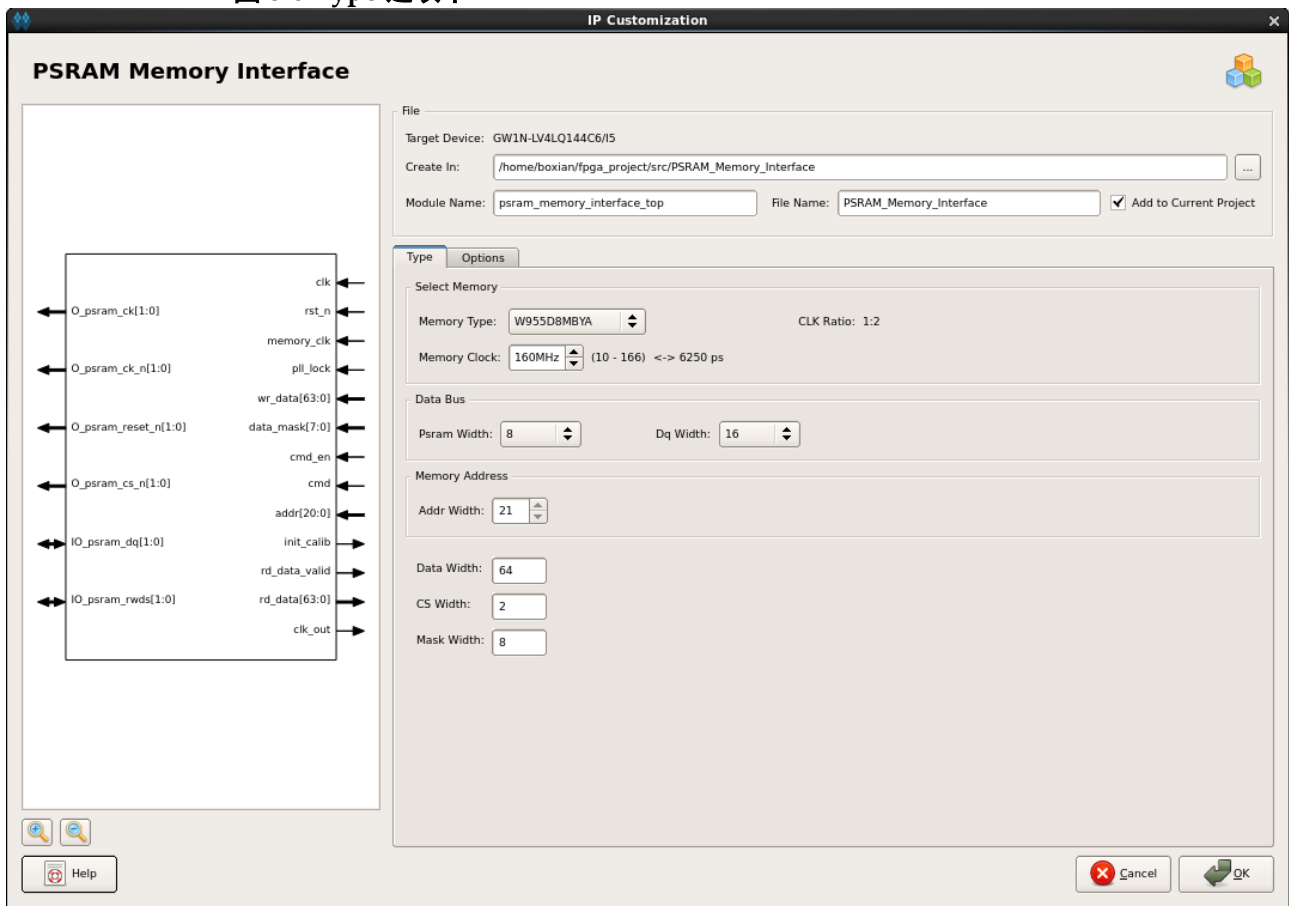 IP Customization
PSRAM Memory Interface
File
Target Device: GW1N-LV4LQ144C6/I5
Create In: /home/boxian/fpga_project/src/PSRAM_Memory_Interface ...
Module Name: psram_memory_interface_top File Name: PSRAM_Memory_Interface Add to Current Project
Type Options
Select Memory
Memory Type: W955D8MBYA CLK Ratio: 1:2
Memory Clock: 160MHz (10 - 166) <-> 6250 ps
Data Bus
Psram Width: 8 Dq Width: 16
Memory Address
Addr Width: 21
Data Width: 64
CS Width: 2
Mask Width: 8
clk
O_psram_ck[1:0] rst_n
memory_clk
O_psram_ck_n[1:0] pll_lock
wr_data[63:0]
O_psram_reset_n[1:0] data_mask[7:0]
cmd_en
O_psram_cs_n[1:0] cmd
addr[20:0]
IO_psram_dq[1:0] init_calib
rd_data_valid
IO_psram_rwds[1:0] rd_data[63:0]
clk_out
Help Cancel OK